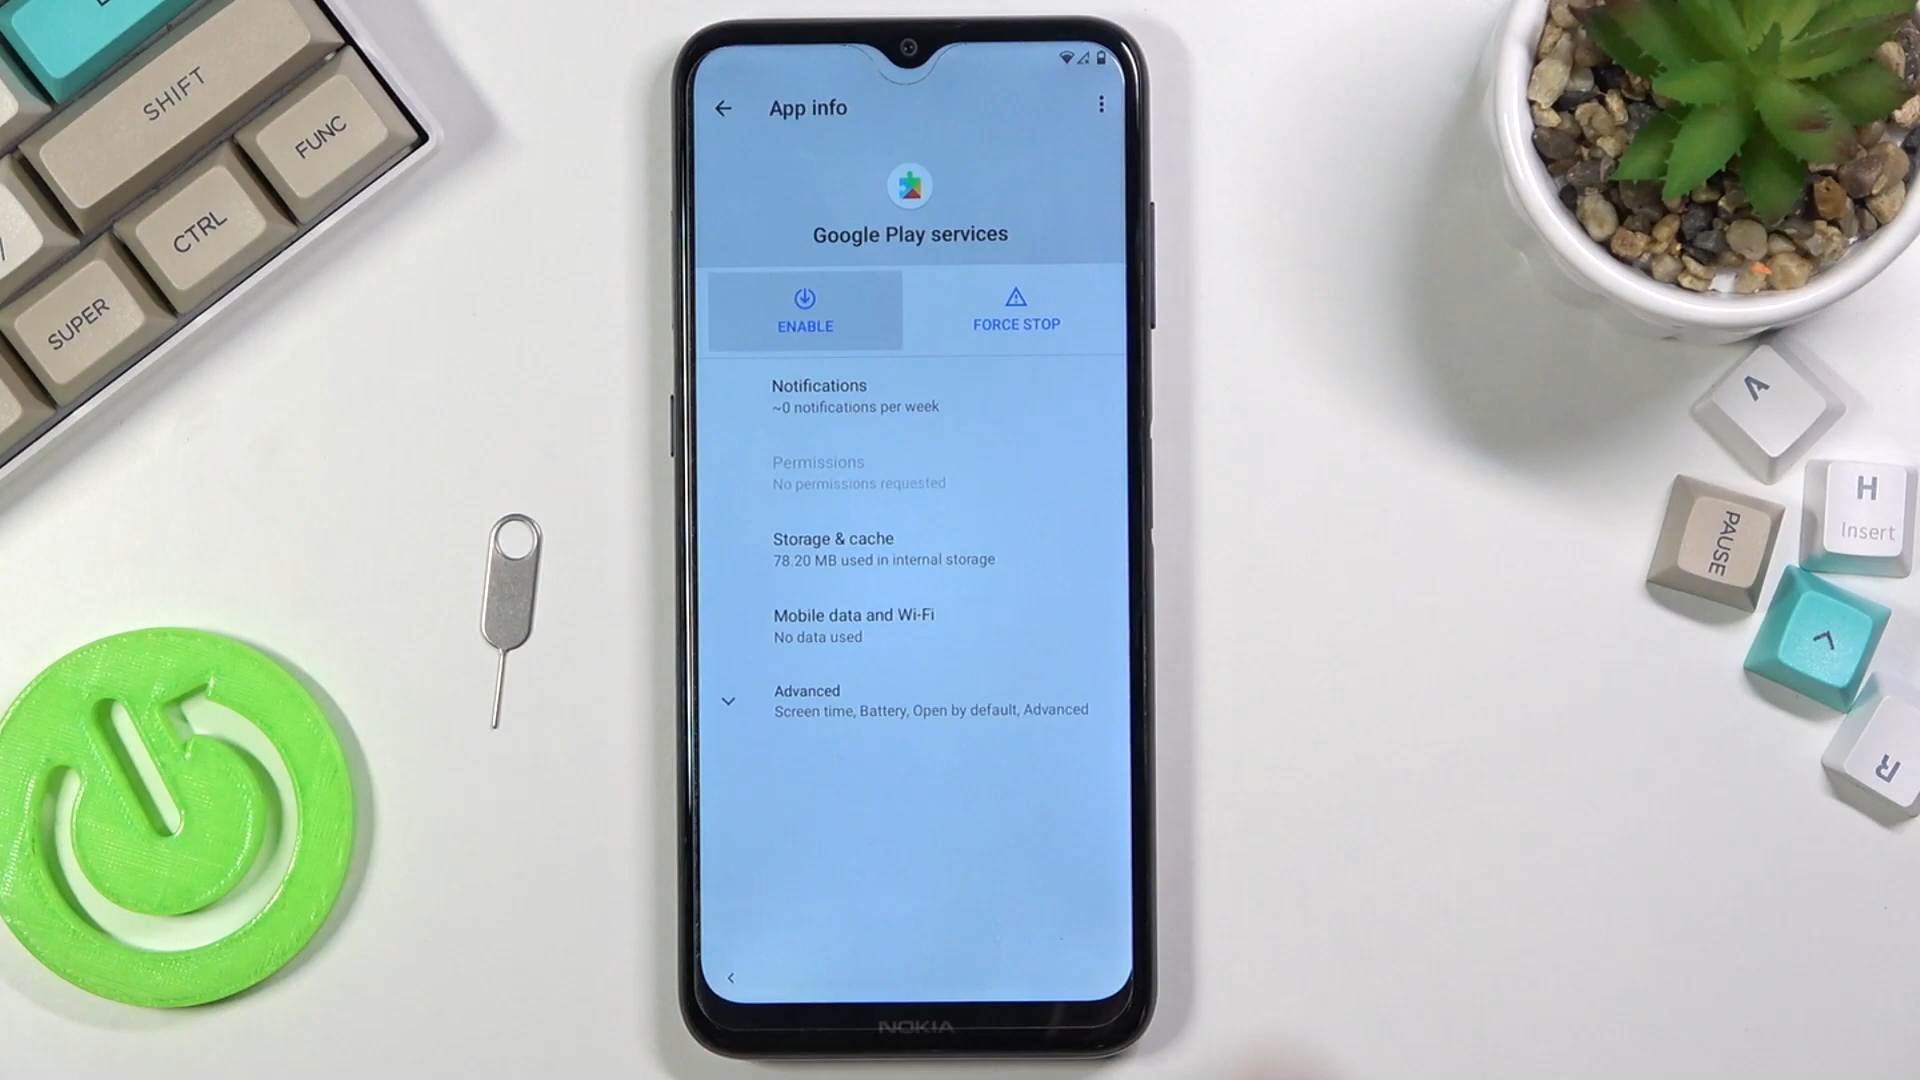 SHIFT
FUNC
CTRL
SUPER
App info
Google Play services
ENABLE
FORCE STOP
Notifications
~0 notifications per week
Permissions
No permissions requested
Storage & cache
78.20 MB used in internal storage
Mobile data and Wi-Fi
No data used
Advanced
Screen time, Battery, Open by default, Advanced
NOKIA
PAUSE
H
Insert
R